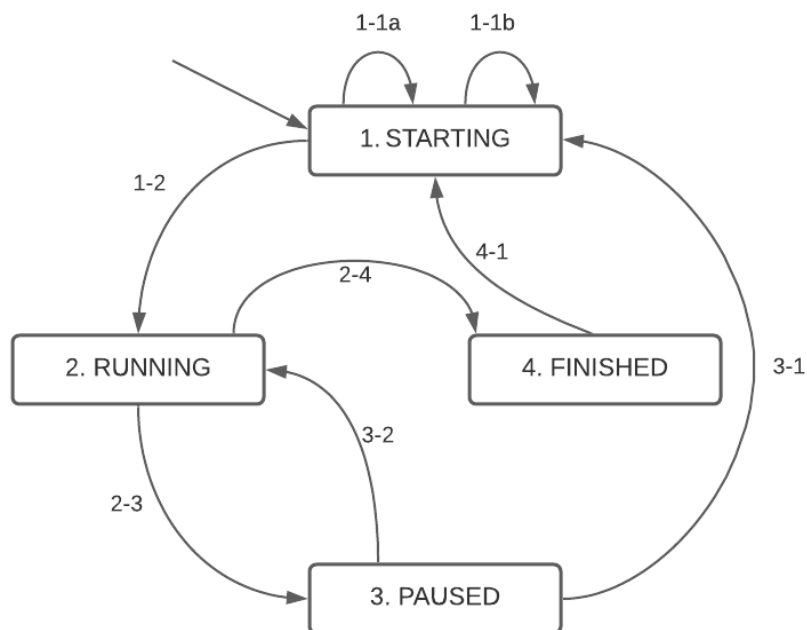 1-1a
1-1b
1. STARTING
1-2
4-1
2-4
2. RUNNING
4. FINISHED
3-1
3-2
2-3
3. PAUSED